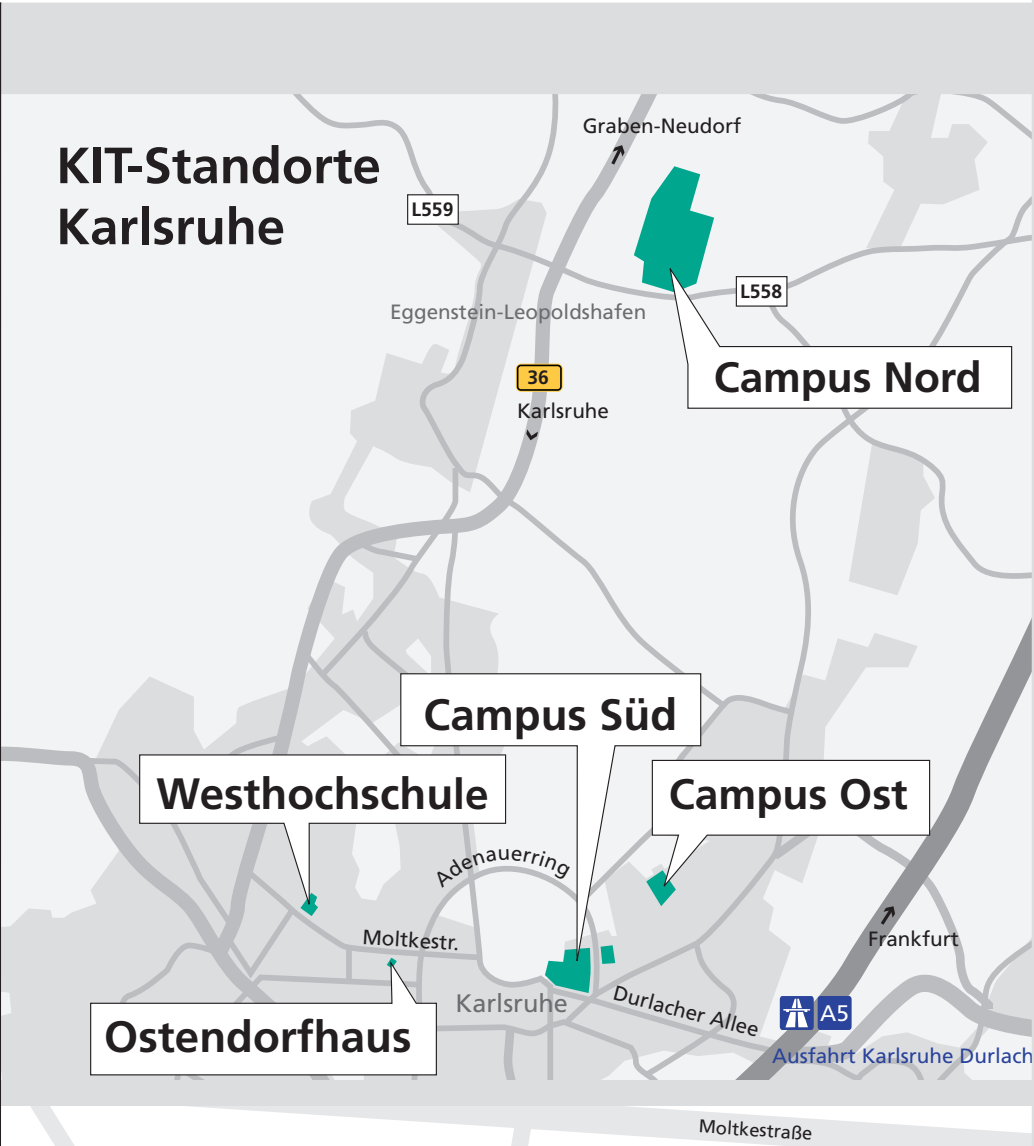 KIT-Standorte
Karlsruhe
Graben-Neudorf
L559
L558
Eggenstein-Leopoldshafen
36
Karlsruhe
Campus Nord
Campus Süd
Westhochschule
Campus Ost
Adenauerring
Moltkestr.
Frankfurt
Karlsruhe
Durlacher Allee
A5
Ostendorfhaus
Ausfahrt Karlsruhe Durlach
Moltkestraße